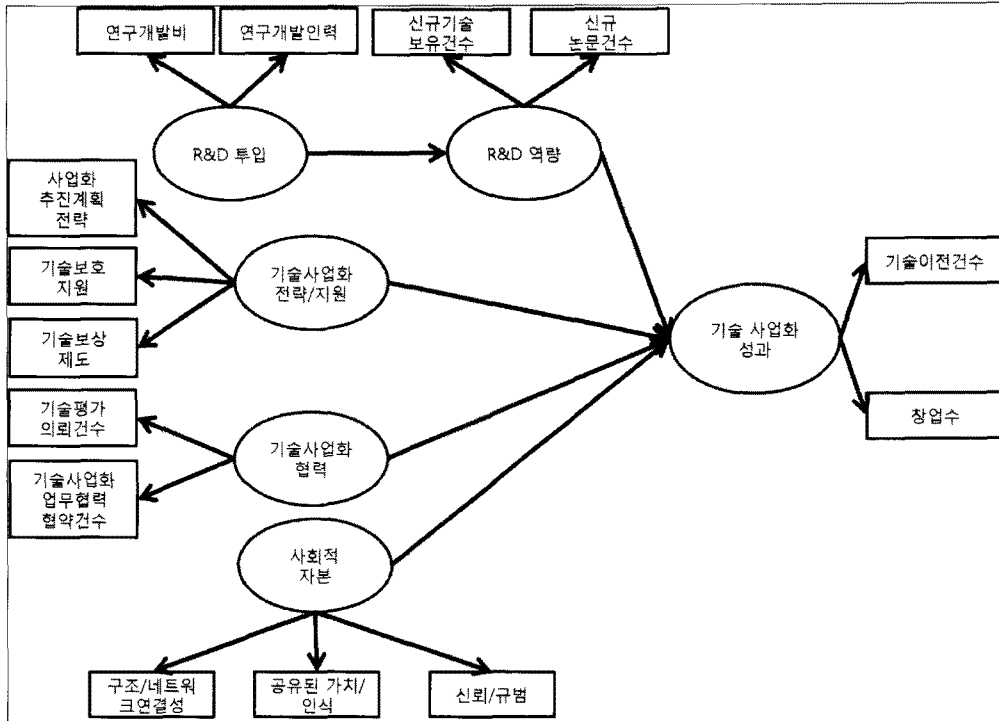 연구개발비
연구개발인력
신규기술
보유건수
신규
논문건수
R&D 투입
R&D 역량
사업화
추진계획
전략
기술보호
지원
기술보상
제도
기술사업화
전략/지원
기술이전건수
기술 사업화
성과
창업수
기술평가
의뢰건수
기술사업화
업무협력
협약건수
기술사업화
협력
사회적
자본
구조/네트워
크연결성
공유된 가치/
인식
신뢰/규범